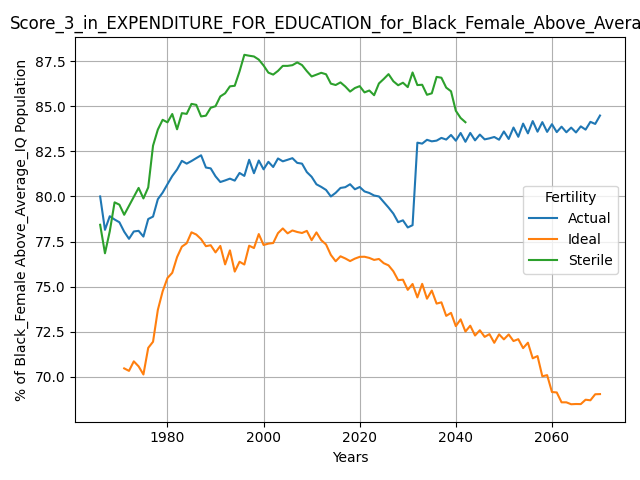 Score_3_in_EXPENDITURE_FOR_EDUCATION_for_Black_Female_Above_Avera
% of Black_Female Above_Average_IQ Population
87.5
85.0
82.5
80.0
77.5
75.0
72.5
70.0
Fertility
Actual
Ideal
Sterile
1980
2000
2020
2040
2060
Years